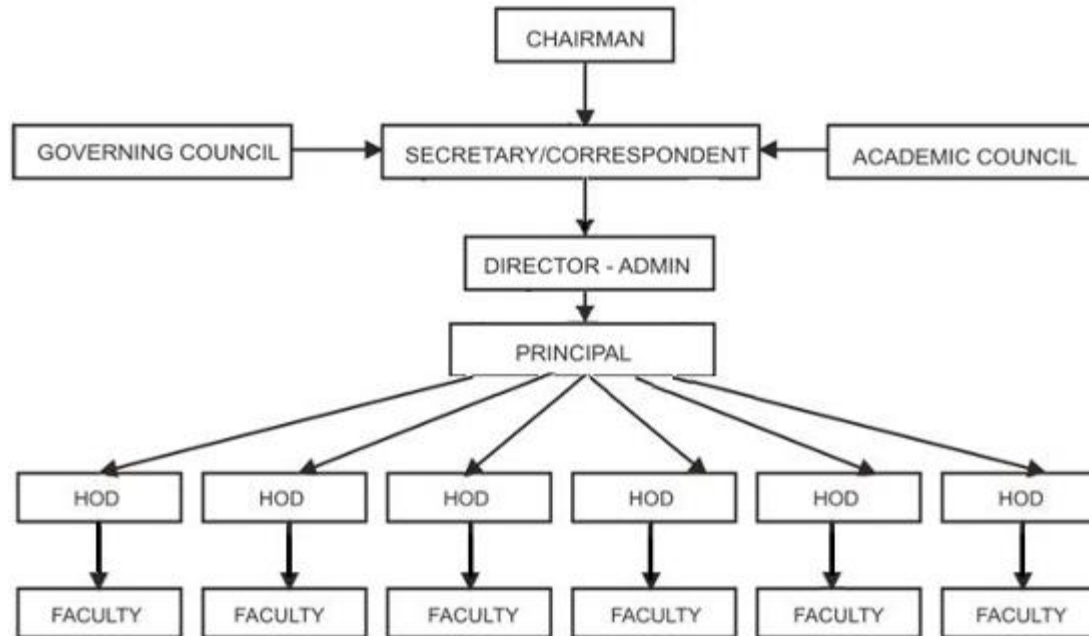 CHAIRMAN
GOVERNING COUNCIL
SECRETARY/CORRESPONDENT
ACADEMIC COUNCIL
DIRECTOR - ADMIN
PRINCIPAL
HOD
HOD
HOD
HOD
HOD
HOD
FACULTY
FACULTY
FACULTY
FACULTY
FACULTY
FACULTY